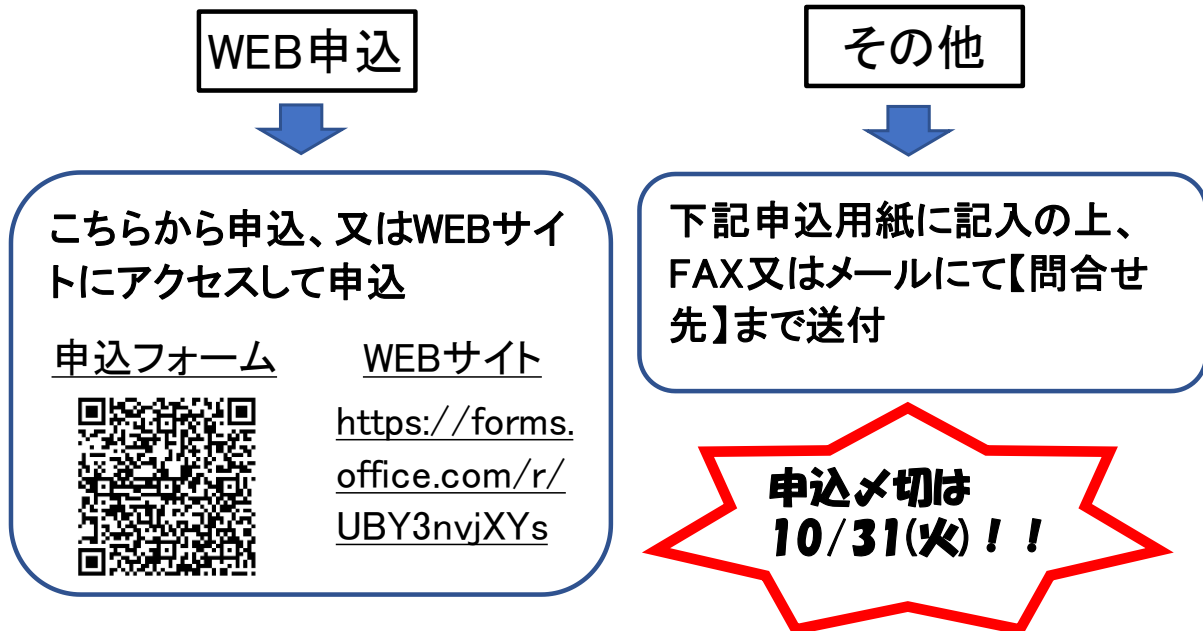 WEB申込
こちらから申込、又はWEBサイ
トにアクセスして申込
申込フォーム
WEBサイト
https://forms.
office.com/r/
UBY3nvjXYs
その他
下記申込用紙に記入の上、
FAX又はメールにて【問合せ
先】まで送付
申込〆切は
10/31(火)！！